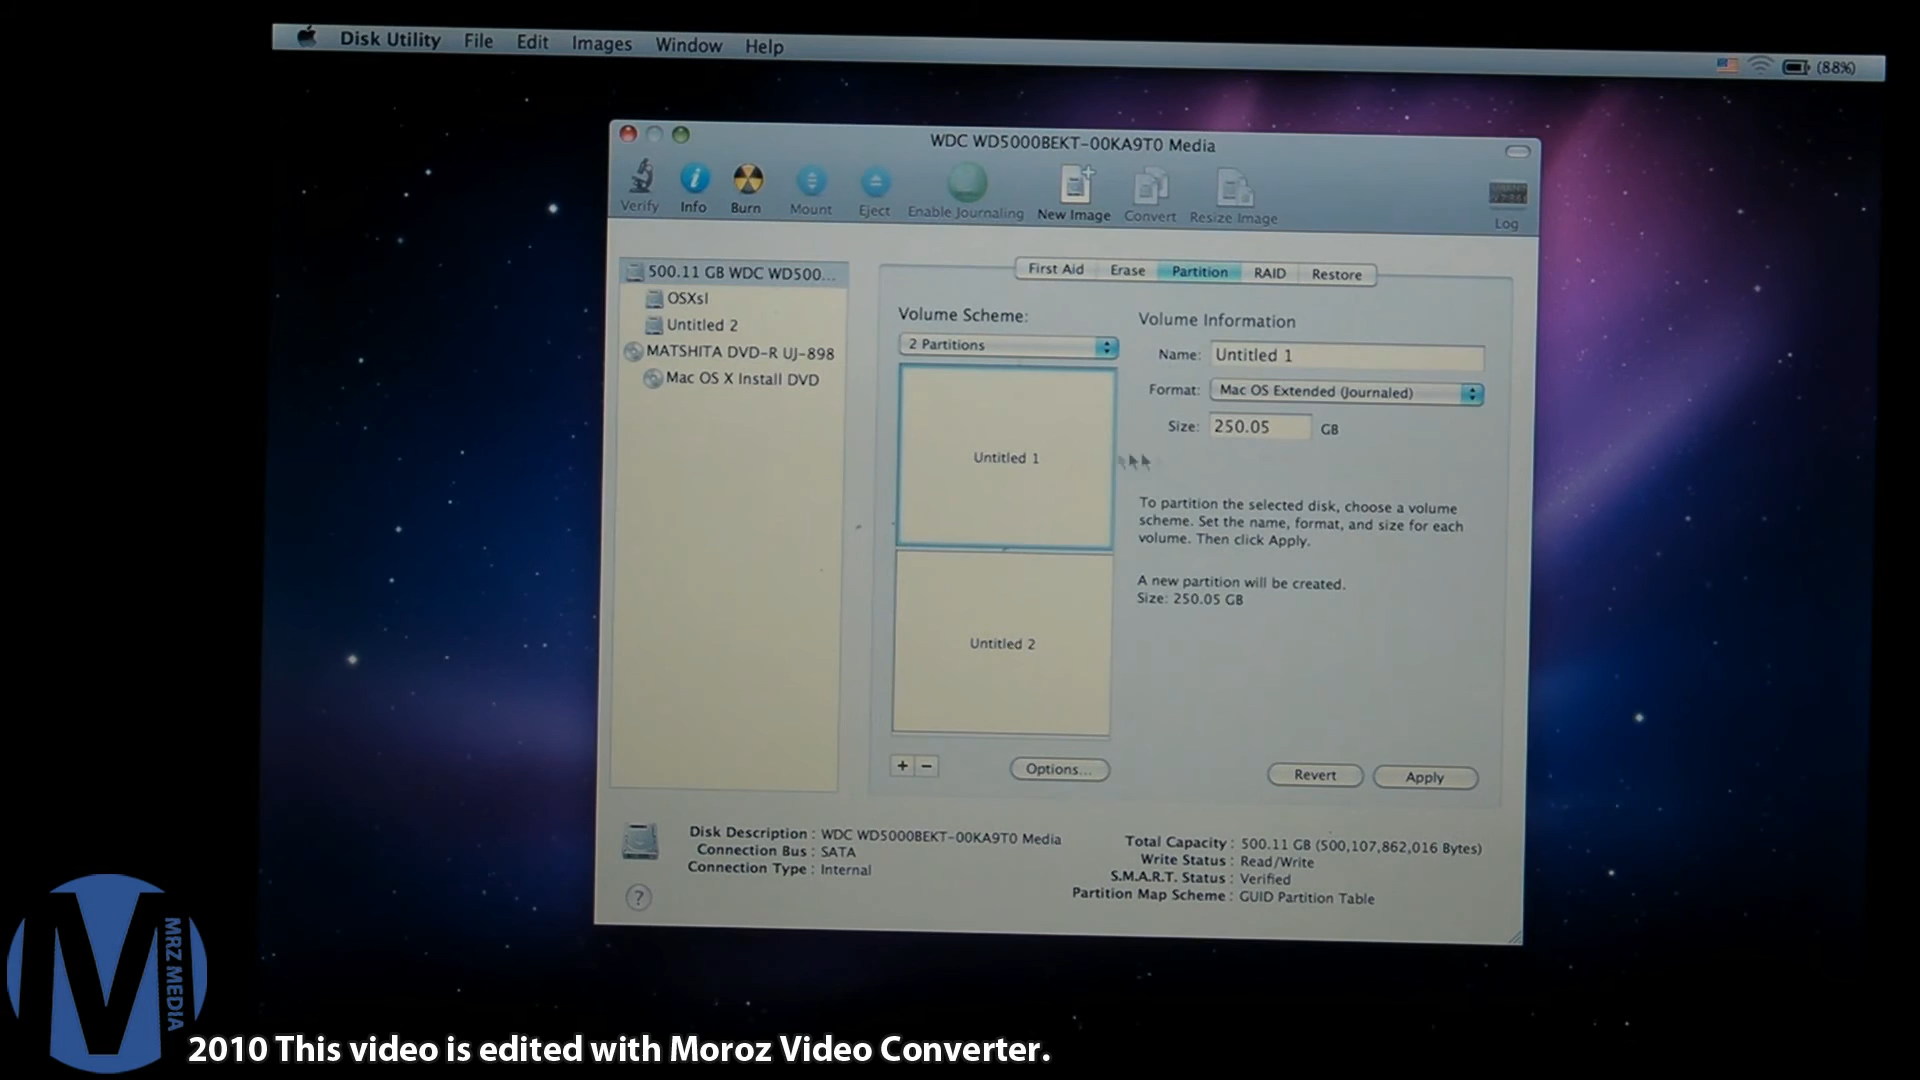 Disk Utility File Edit Images Window Help (88%)
WDC WD5000BEKT-00KA9T0 Media
Verify Info Burn Mount Eject Enable Journaling New Image Convert Resize Image Log
500.11 GB WDC WD500...
OSXsl
Untitled 2
MATSHITA DVD-R UJ-898
Mac OS X Install DVD
First Aid Erase Partition RAID Restore
Volume Scheme:
2 Partitions
Untitled 1
Untitled 2
+ −
Options...
Volume Information
Name: Untitled 1
Format: Mac OS Extended (Journaled)
Size: 250.05 GB
To partition the selected disk, choose a volume
scheme. Set the name, format, and size for each
volume. Then click Apply.
A new partition will be created.
Size: 250.05 GB
Revert Apply
Disk Description : WDC WD5000BEKT-00KA9T0 Media
Connection Bus : SATA
Connection Type : Internal
Total Capacity : 500.11 GB (500,107,862,016 Bytes)
Write Status : Read/Write
S.M.A.R.T. Status : Verified
Partition Map Scheme : GUID Partition Table
?
M
MRZ MEDIA
2010 This video is edited with Moroz Video Converter.